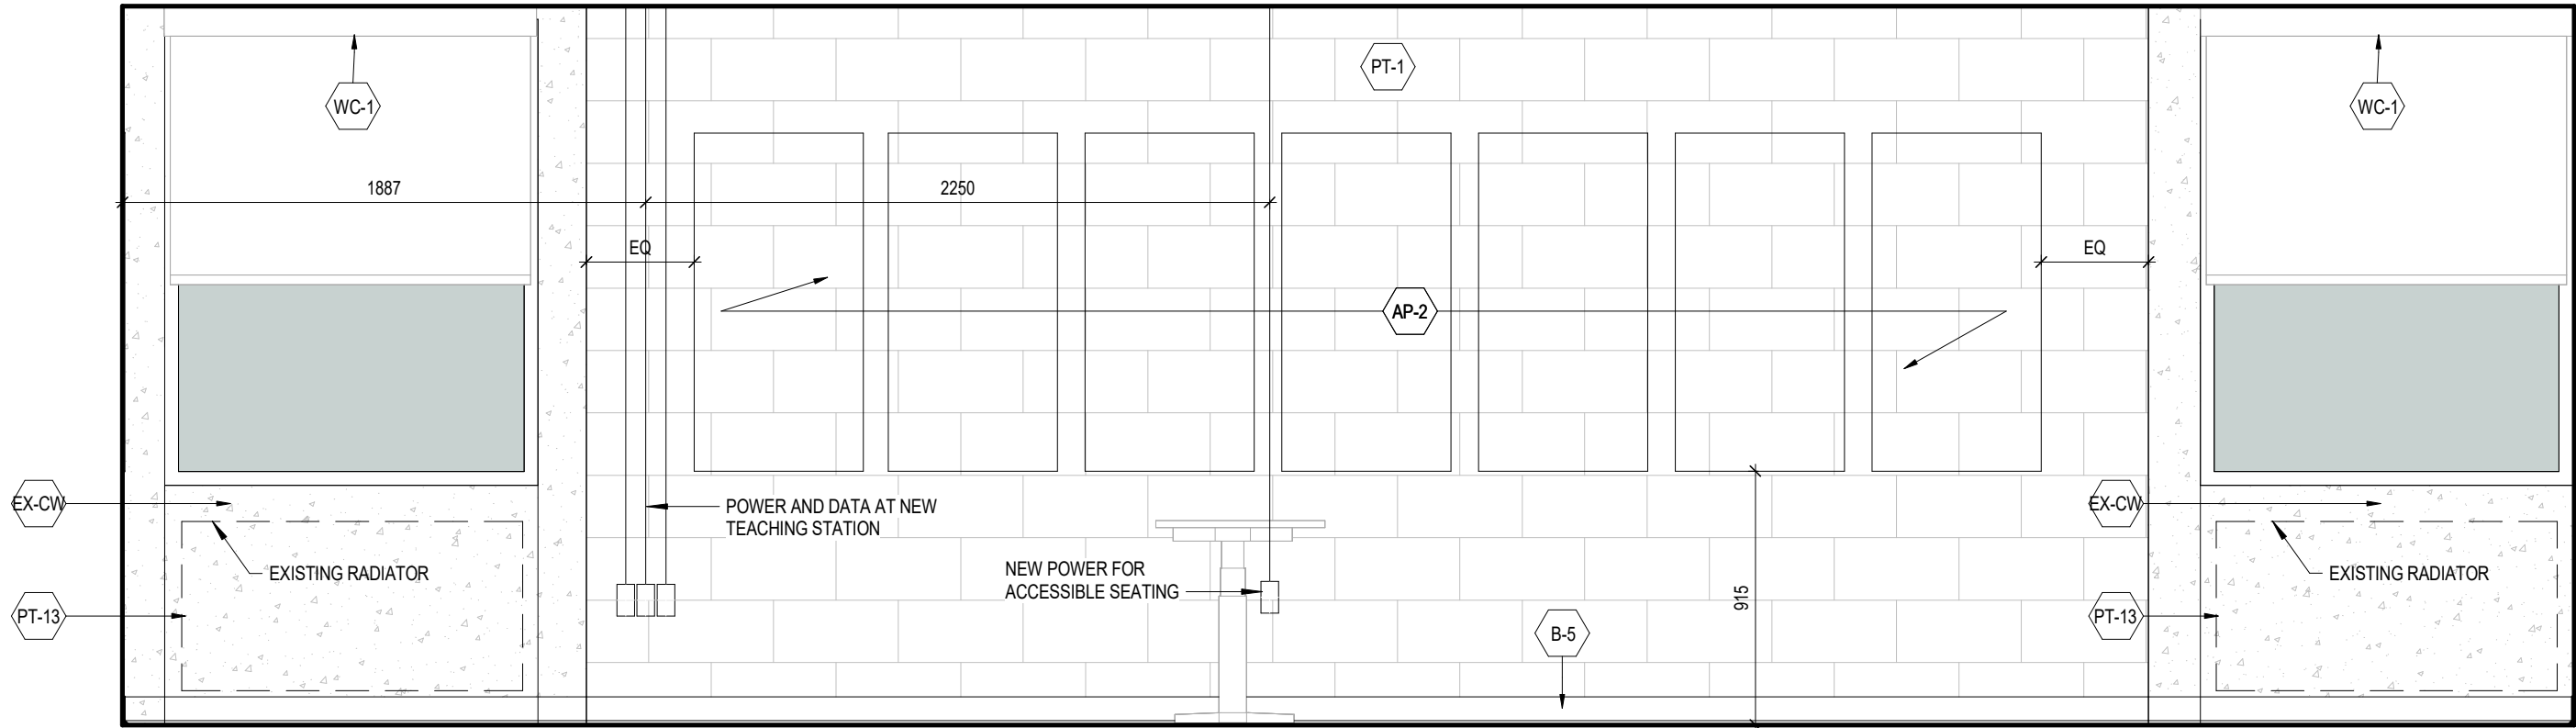 PT-1
WC-1
WC-1
1887
2250
EQ
EQ
AP-2
EX-CW
POWER AND DATA AT NEW
TEACHING STATION
EX-CW
EXISTING RADIATOR
NEW POWER FOR
ACCESSIBLE SEATING
EXISTING RADIATOR
915
PT-13
B-5
PT-13